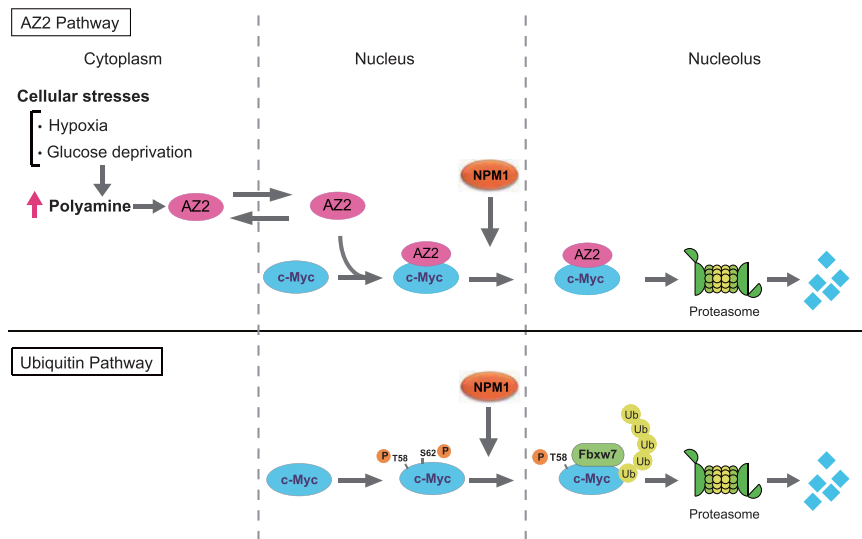 AZ2 Pathway
Cytoplasm
Nucleus
Nucleolus
Cellular stresses
· Hypoxia
· Glucose deprivation
Polyamine
AZ2
AZ2
NPM1
c-Myc
AZ2
c-Myc
AZ2
c-Myc
Proteasome
Ubiquitin Pathway
NPM1
c-Myc
P T58
S62 P
c-Myc
P T58
Fbxw7
c-Myc
Ub
Ub
Ub
Ub
Ub
Proteasome